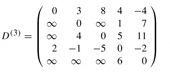 D(3) =
0 3 8 4 −4
∞ 0 ∞ 1 7
∞ 4 0 5 11
2 −1 −5 0 −2
∞ ∞ ∞ 6 0